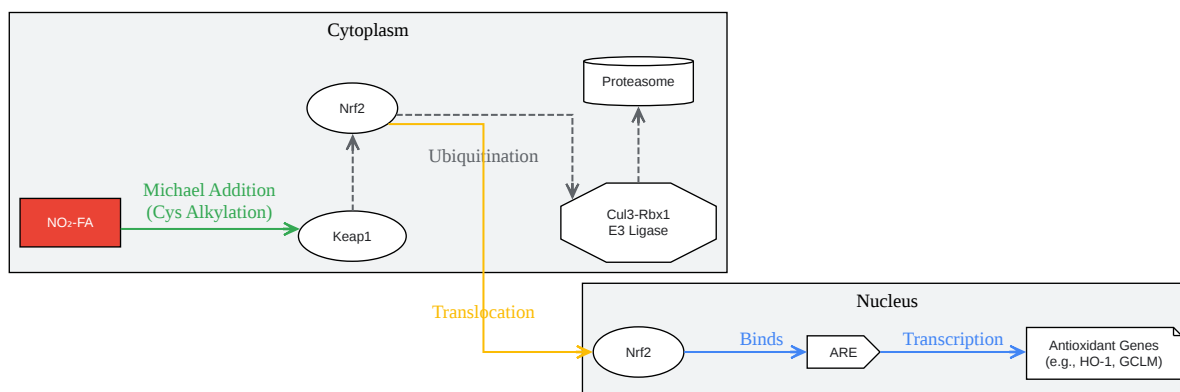 Cytoplasm
Proteasome
Nrf2
Ubiquitination
Michael Addition
(Cys Alkylation)
NO₂-FA
Keap1
Cul3-Rbx1
E3 Ligase
Translocation
Nucleus
Nrf2
Binds
ARE
Transcription
Antioxidant Genes
(e.g., HO-1, GCLM)